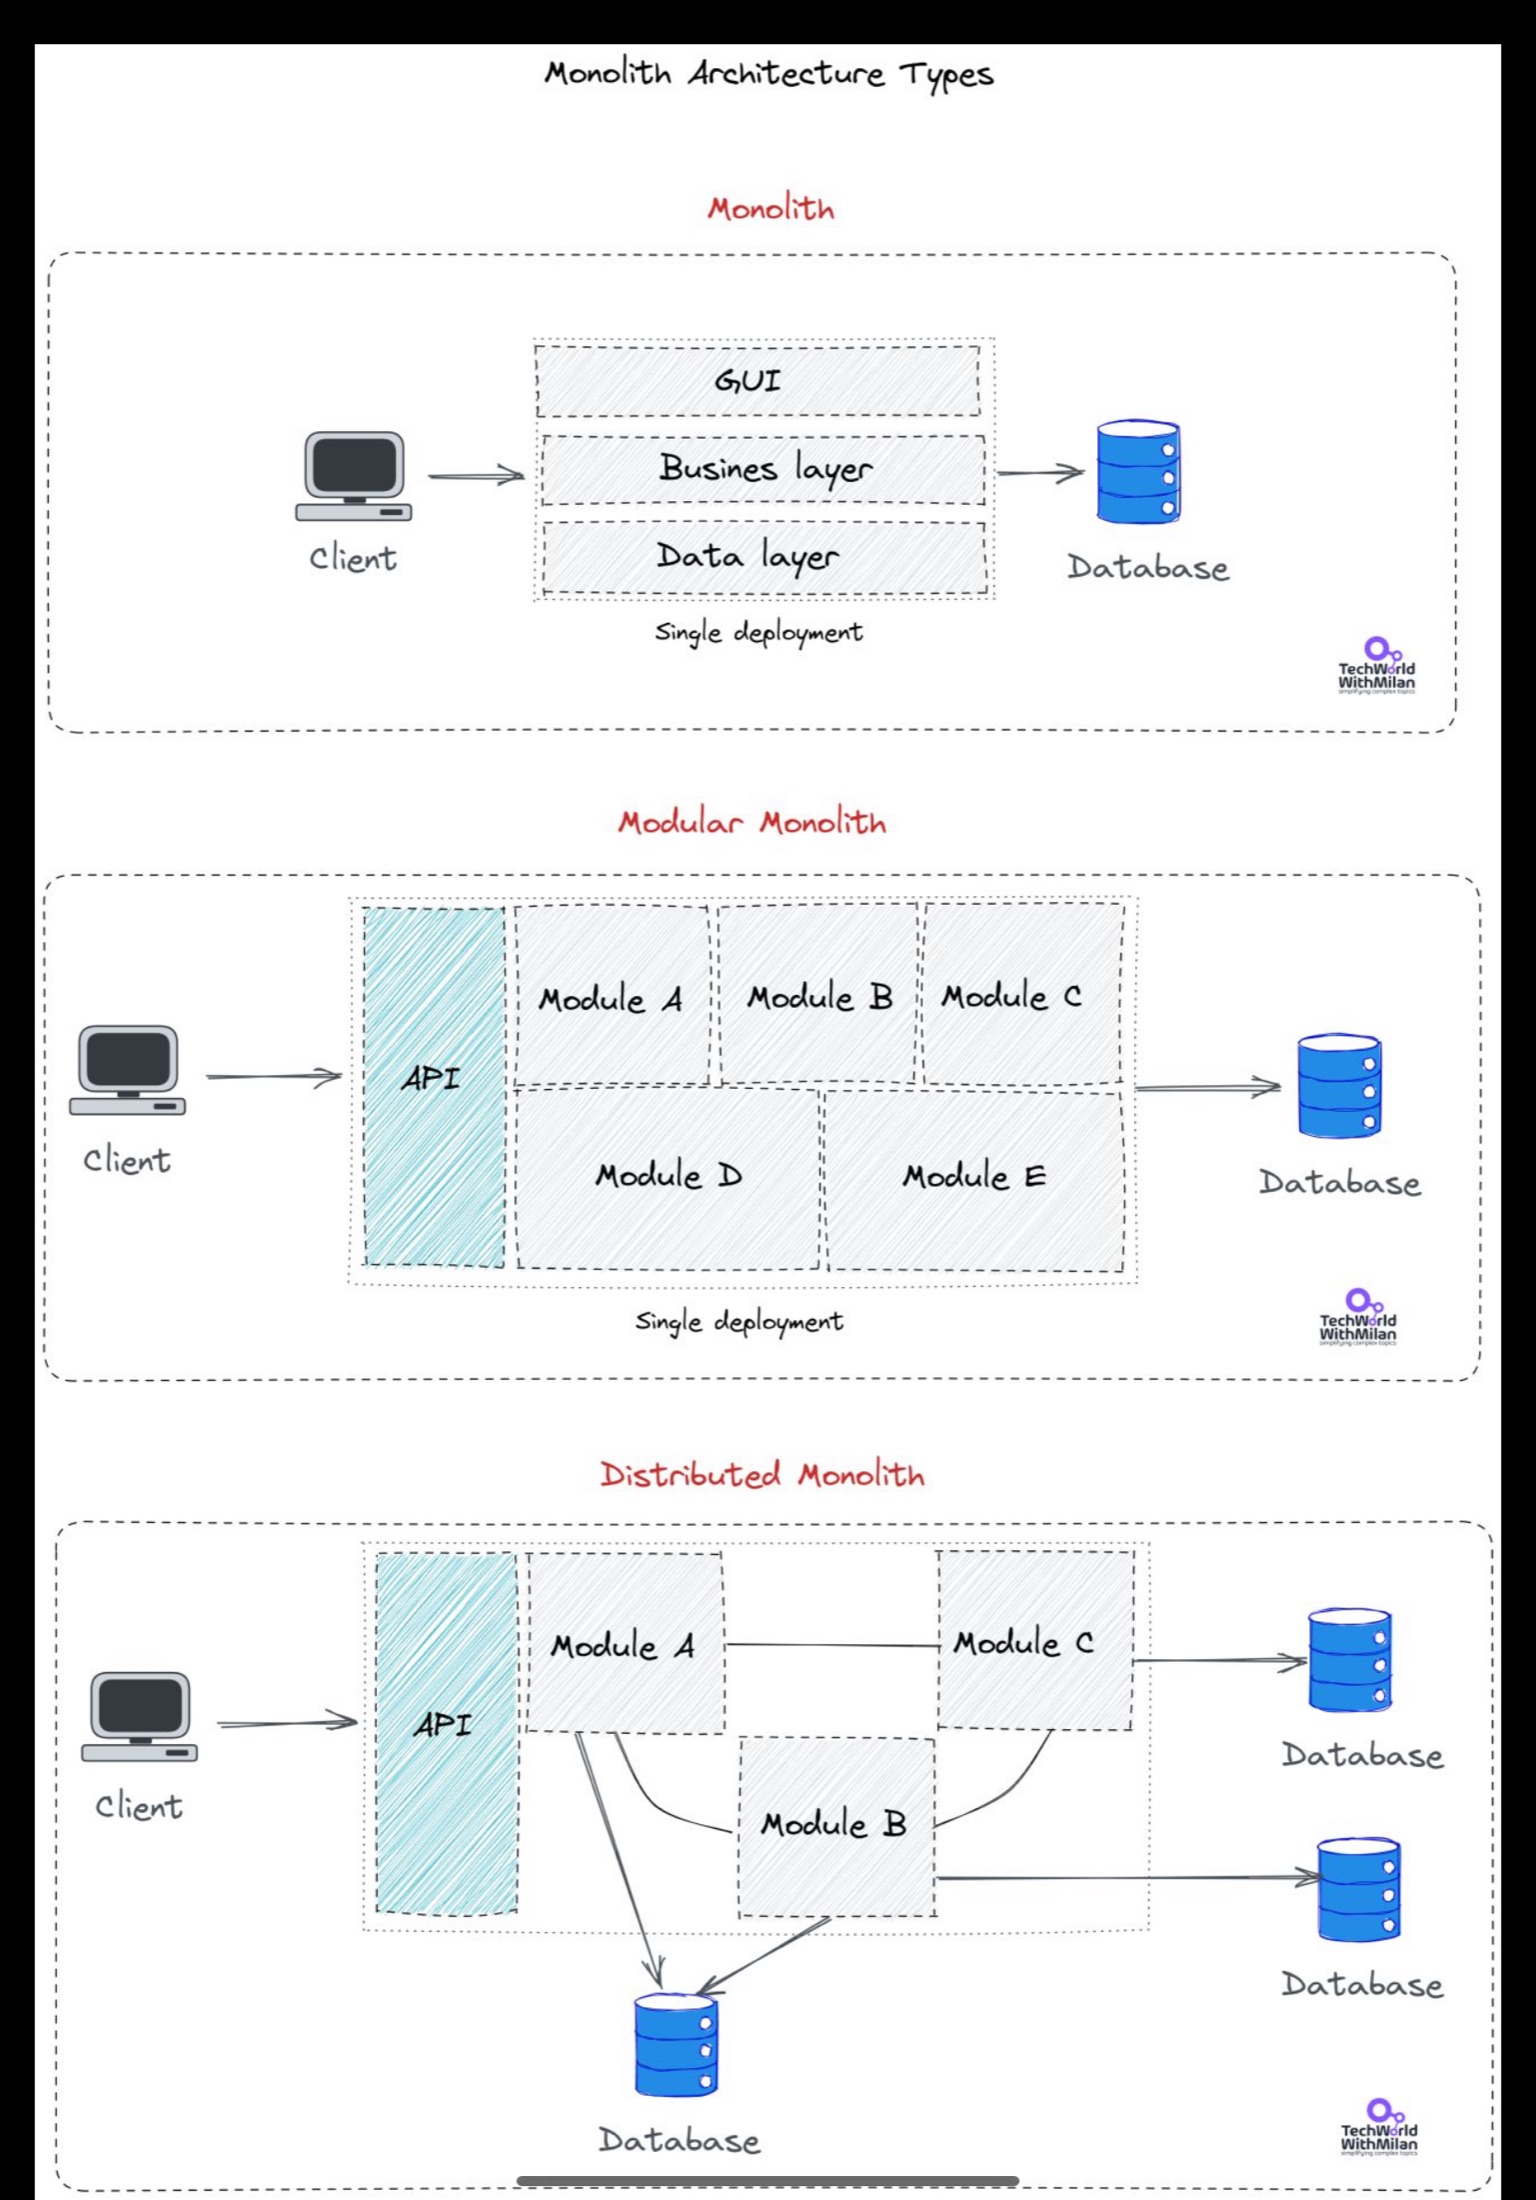 Monolith Architecture Types
Monolith
GUI
Busines layer
Data layer
Client
Database
Single deployment
TechWorld
WithMilan
simplifying complex topics
Modular Monolith
API
Module A
Module B
Module C
Module D
Module E
Client
Database
Single deployment
TechWorld
WithMilan
simplifying complex topics
Distributed Monolith
API
Module A
Module C
Module B
Client
Database
Database
Database
TechWorld
WithMilan
simplifying complex topics